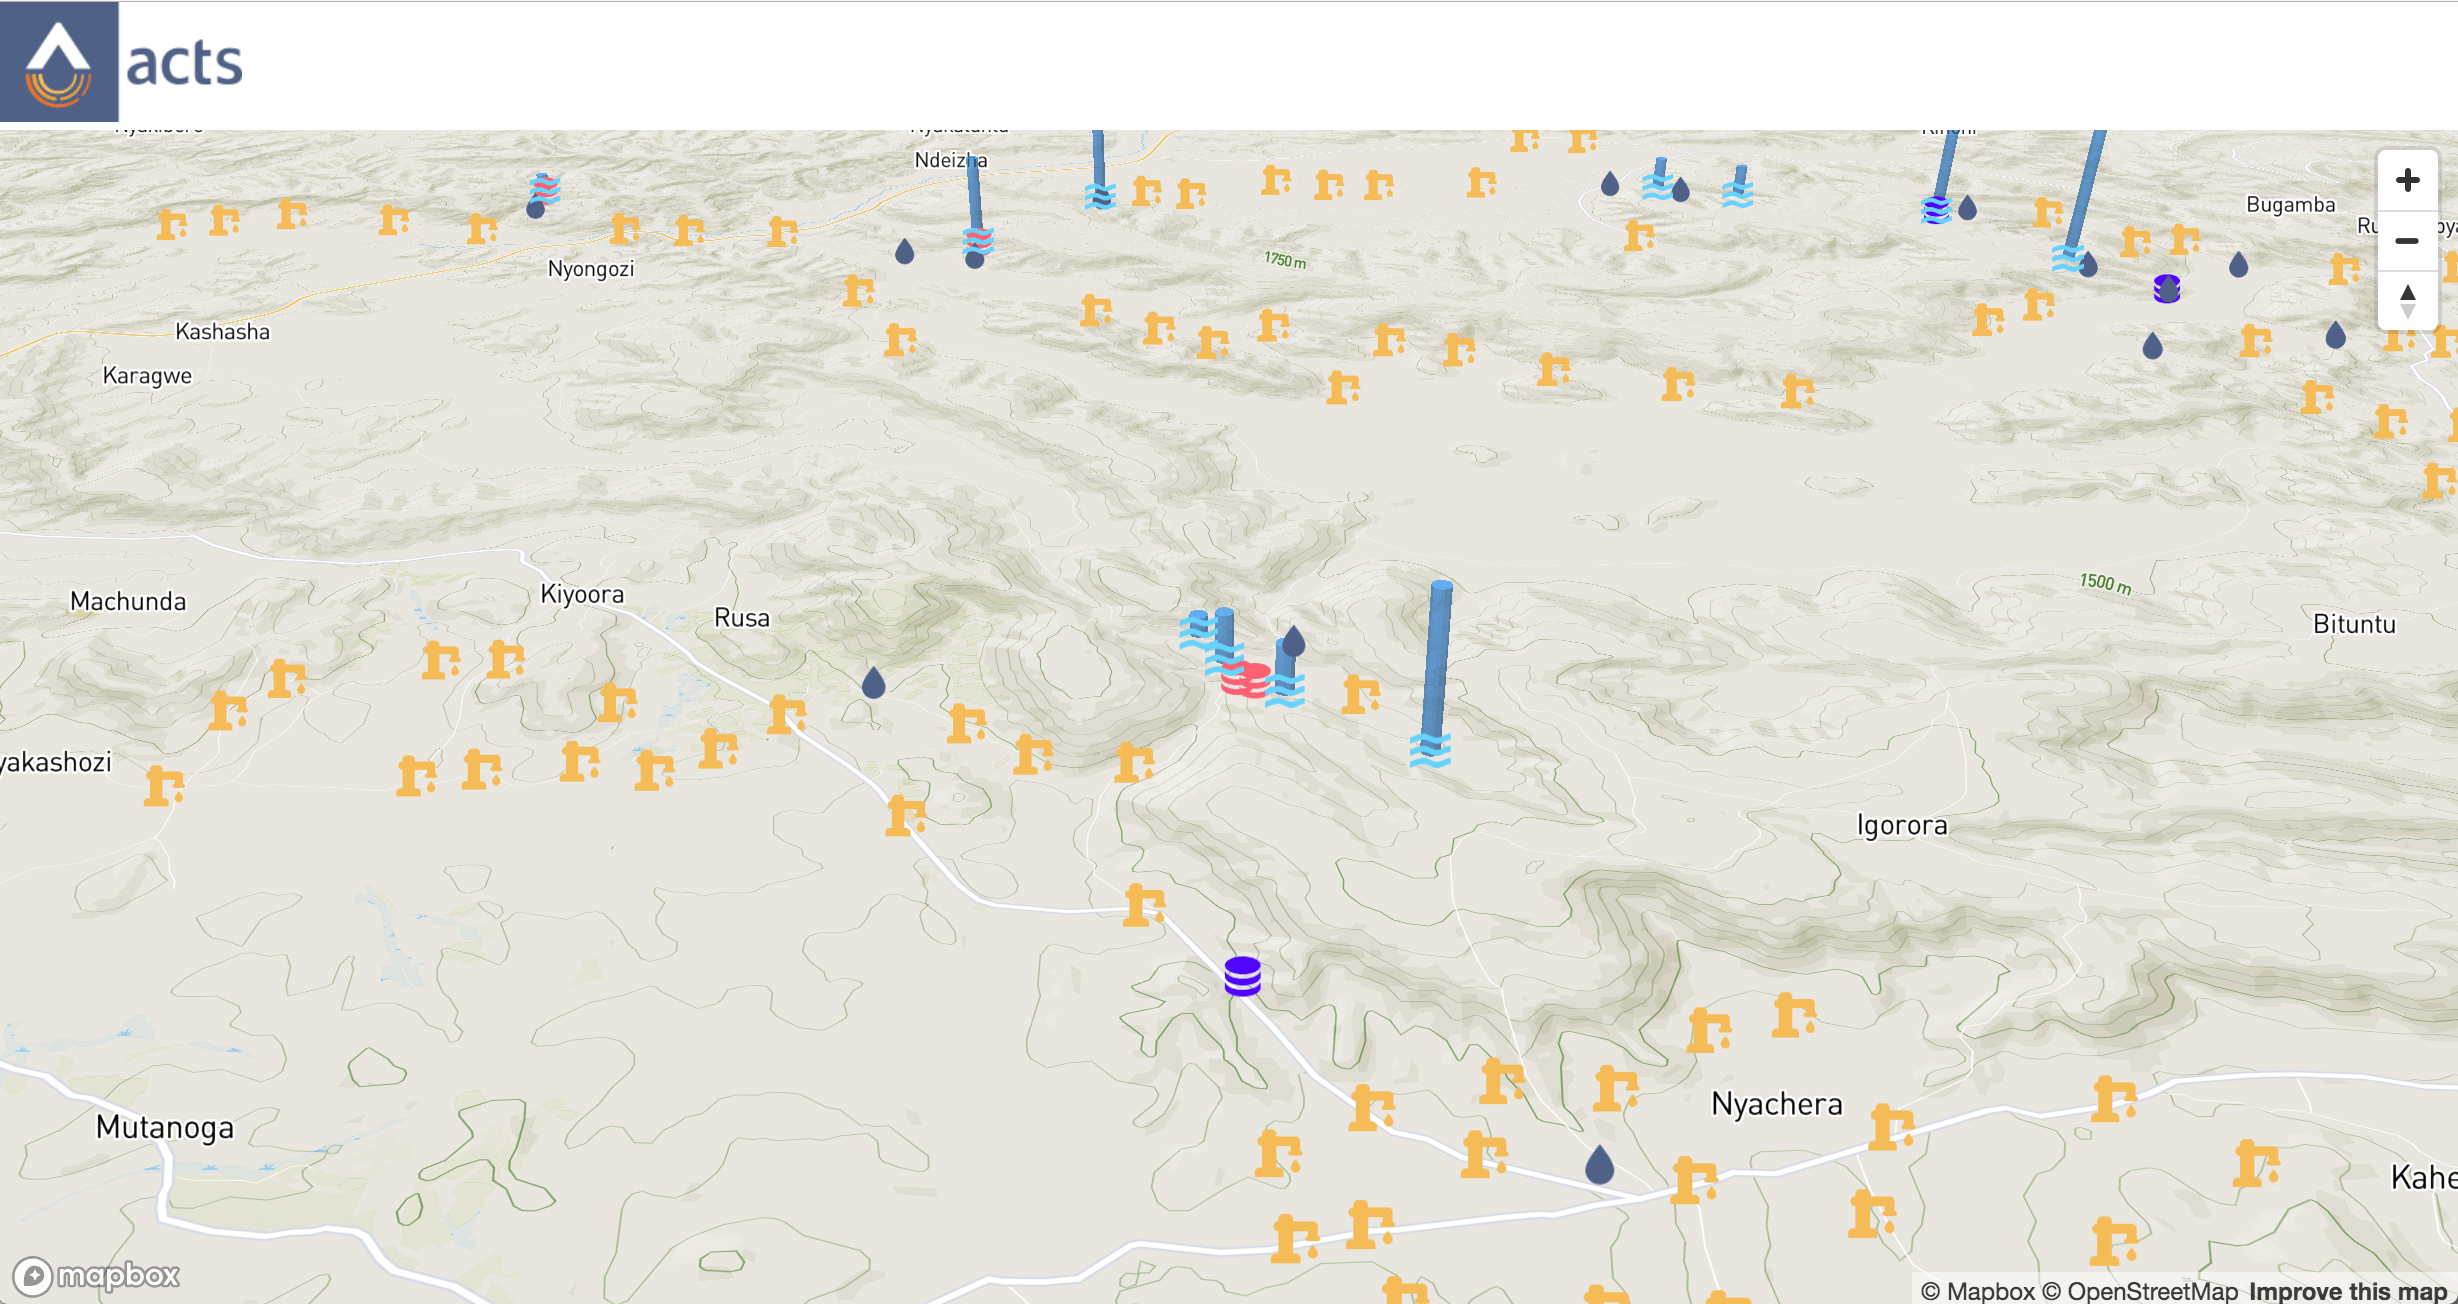 acts
Ndeizha
Bugamba
1750 m
Nyongozi
Kashasha
Karagwe
1500 m
Kiyoora
Machunda
Rusa
Bituntu
yakashozi
Igorora
Nyachera
Mutanoga
Kahe
mapbox
© Mapbox © OpenStreetMap Improve this map